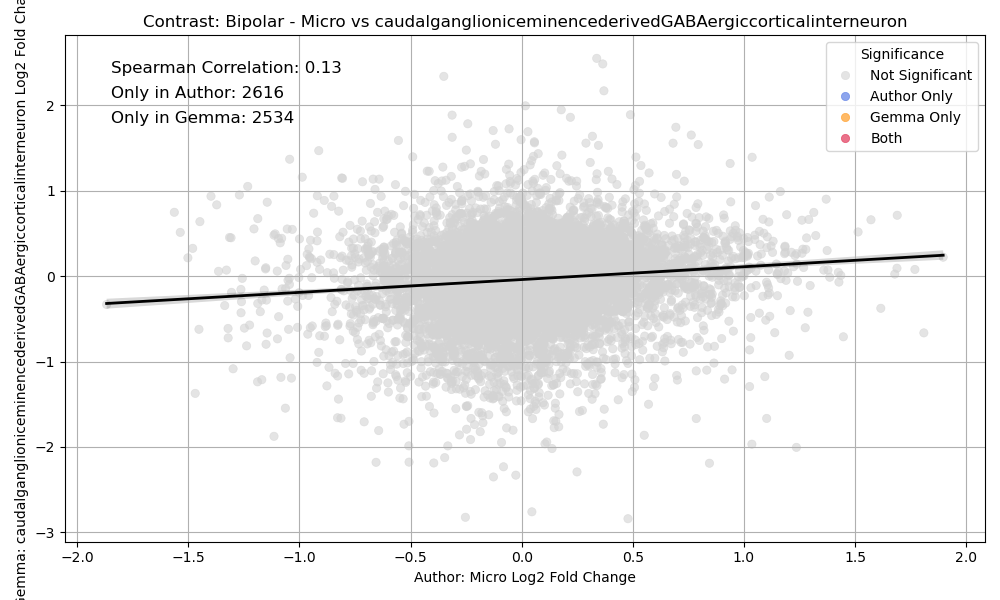 Contrast: Bipolar - Micro vs caudalganglioniceminencederivedGABAergiccorticalinterneuron
Spearman Correlation: 0.13
Only in Author: 2616
Only in Gemma: 2534
Significance
Not Significant
Author Only
Gemma Only
Both
2
1
0
−1
−2
−3
−2.0
−1.5
−1.0
−0.5
0.0
0.5
1.0
1.5
2.0
Author: Micro Log2 Fold Change
emma: caudalganglioniceminencederivedGABAergiccorticalinterneuron Log2 Fold Cha